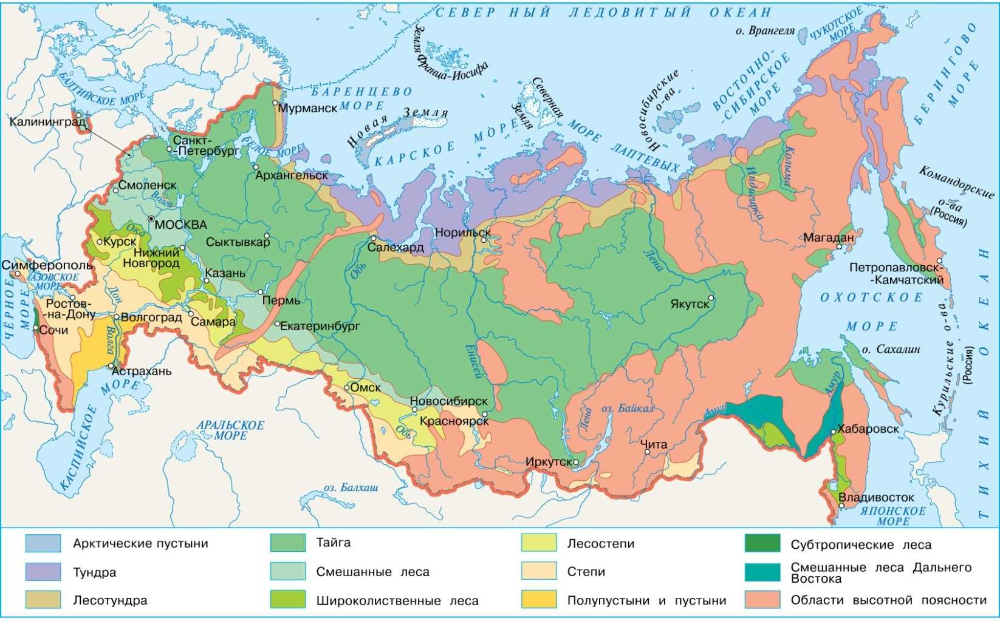 СЕВЕРНЫЙ ЛЕДОВИТЫЙ ОКЕАН
о. Врангеля
ЧУКОТСКОЕ
МОРЕ
БЕРИНГОВО
МОРЕ
Земля Франца-Иосифа
Северная
Земля
Новосибирские
о-ва
ВОСТОЧНО-
-СИБИРСКОЕ
МОРЕ
БАРЕНЦЕВО
МОРЕ
Новая Земля
КАРСКОЕ МОРЕ
МОРЕ ЛАПТЕВЫХ
БАЛТИЙСКОЕ МОРЕ
Калининград
Мурманск
Санкт-
-Петербург
БЕЛОЕ МОРЕ
Архангельск
Смоленск
Волга
МОСКВА
Ока
Курск
Нижний
Новгород
Сыктывкар
Салехард
Норильск
Обь
Лена
Индигирка
Колыма
Командорские
о-ва
(Россия)
Магадан
Петропавловск-
-Камчатский
Симферополь
АЗОВСКОЕ
МОРЕ
ЧЁРНОЕ
МОРЕ
Казань
Пермь
Дон
Ростов-
-на-Дону
Волгоград
Самара
Екатеринбург
Якутск
ОХОТСКОЕ
МОРЕ
Сочи
Волга
Астрахань
Енисей
о. Сахалин
Курильские о-ва
(Россия)
ТИХИЙ ОКЕАН
Омск
Новосибирск
Красноярск
Обь
Лена
оз. Байкал
Амур
Амур
Хабаровск
КАСПИЙСКОЕ МОРЕ
АРАЛЬСКОЕ
МОРЕ
Чита
Иркутск
оз. Балхаш
Владивосток
ЯПОНСКОЕ
МОРЕ
Арктические пустыни
Тундра
Лесотундра
Тайга
Смешанные леса
Широколиственные леса
Лесостепи
Степи
Полупустыни и пустыни
Субтропические леса
Смешанные леса Дальнего
Востока
Области высотной поясности